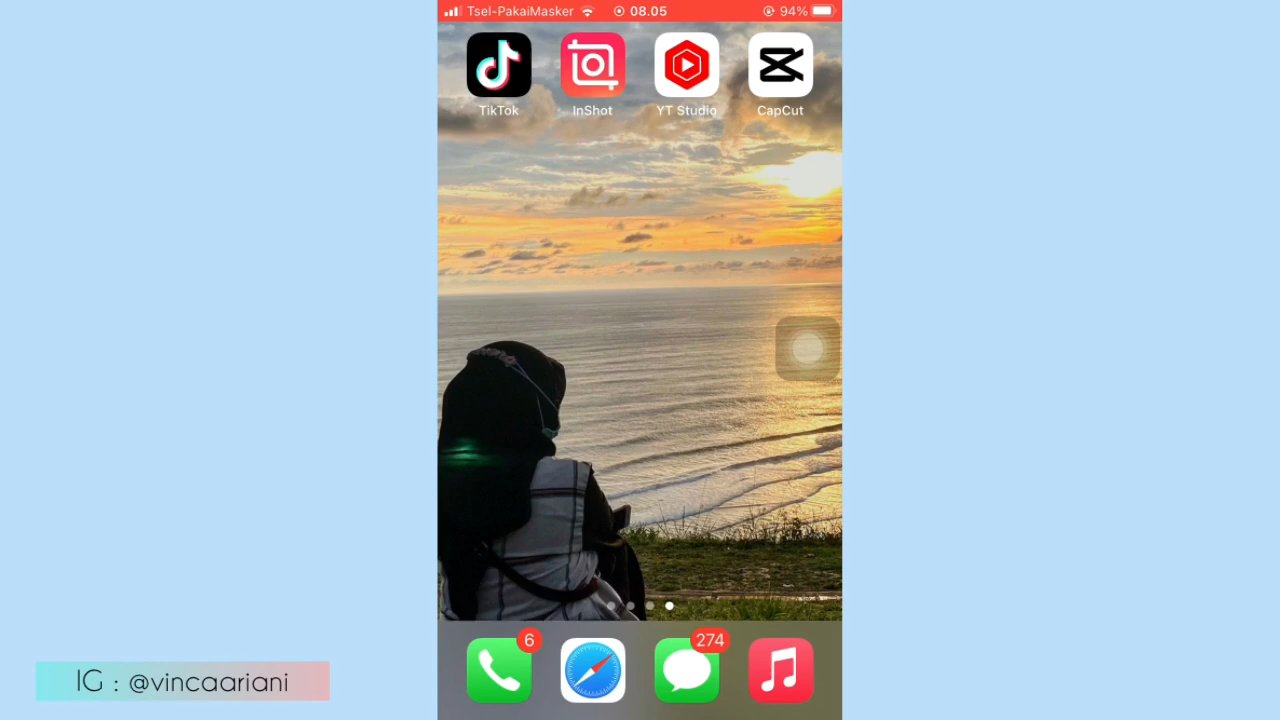 Tsel-PakaiMasker 08.05 94%
TikTok InShot YT Studio CapCut
6 274
IG : @vincaariani